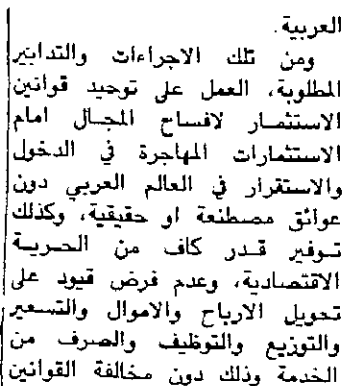 العربية.
ومن تلك الاجراءات والتدابير
المطلوبة، العمل على توحيد قوانين
الاستثمار لافساح المجال امام
الاستثمارات المهاجرة في الدخول
والاستقرار في العالم العربي دون
عوائق مصطنعة او حقيقية، وكذلك
توفير قدر كاف من الحرية
الاقتصادية، وعدم فرض قيود على
تحويل الارباح والاموال والتسعير
والتوزيع والتوظيف والصرف من
الخدمة وذلك دون مخالفة القوانين